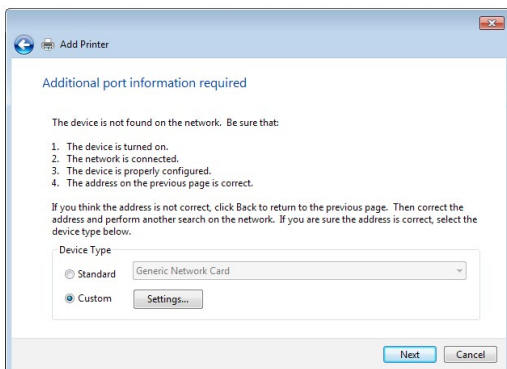 Add Printer
Additional port information required
The device is not found on the network. Be sure that:
1. The device is turned on.
2. The network is connected.
3. The device is properly configured.
4. The address on the previous page is correct.
If you think the address is not correct, click Back to return to the previous page. Then correct the
address and perform another search on the network. If you are sure the address is correct, select the
device type below.
Device Type
Standard
Generic Network Card
Custom
Settings...
Next
Cancel